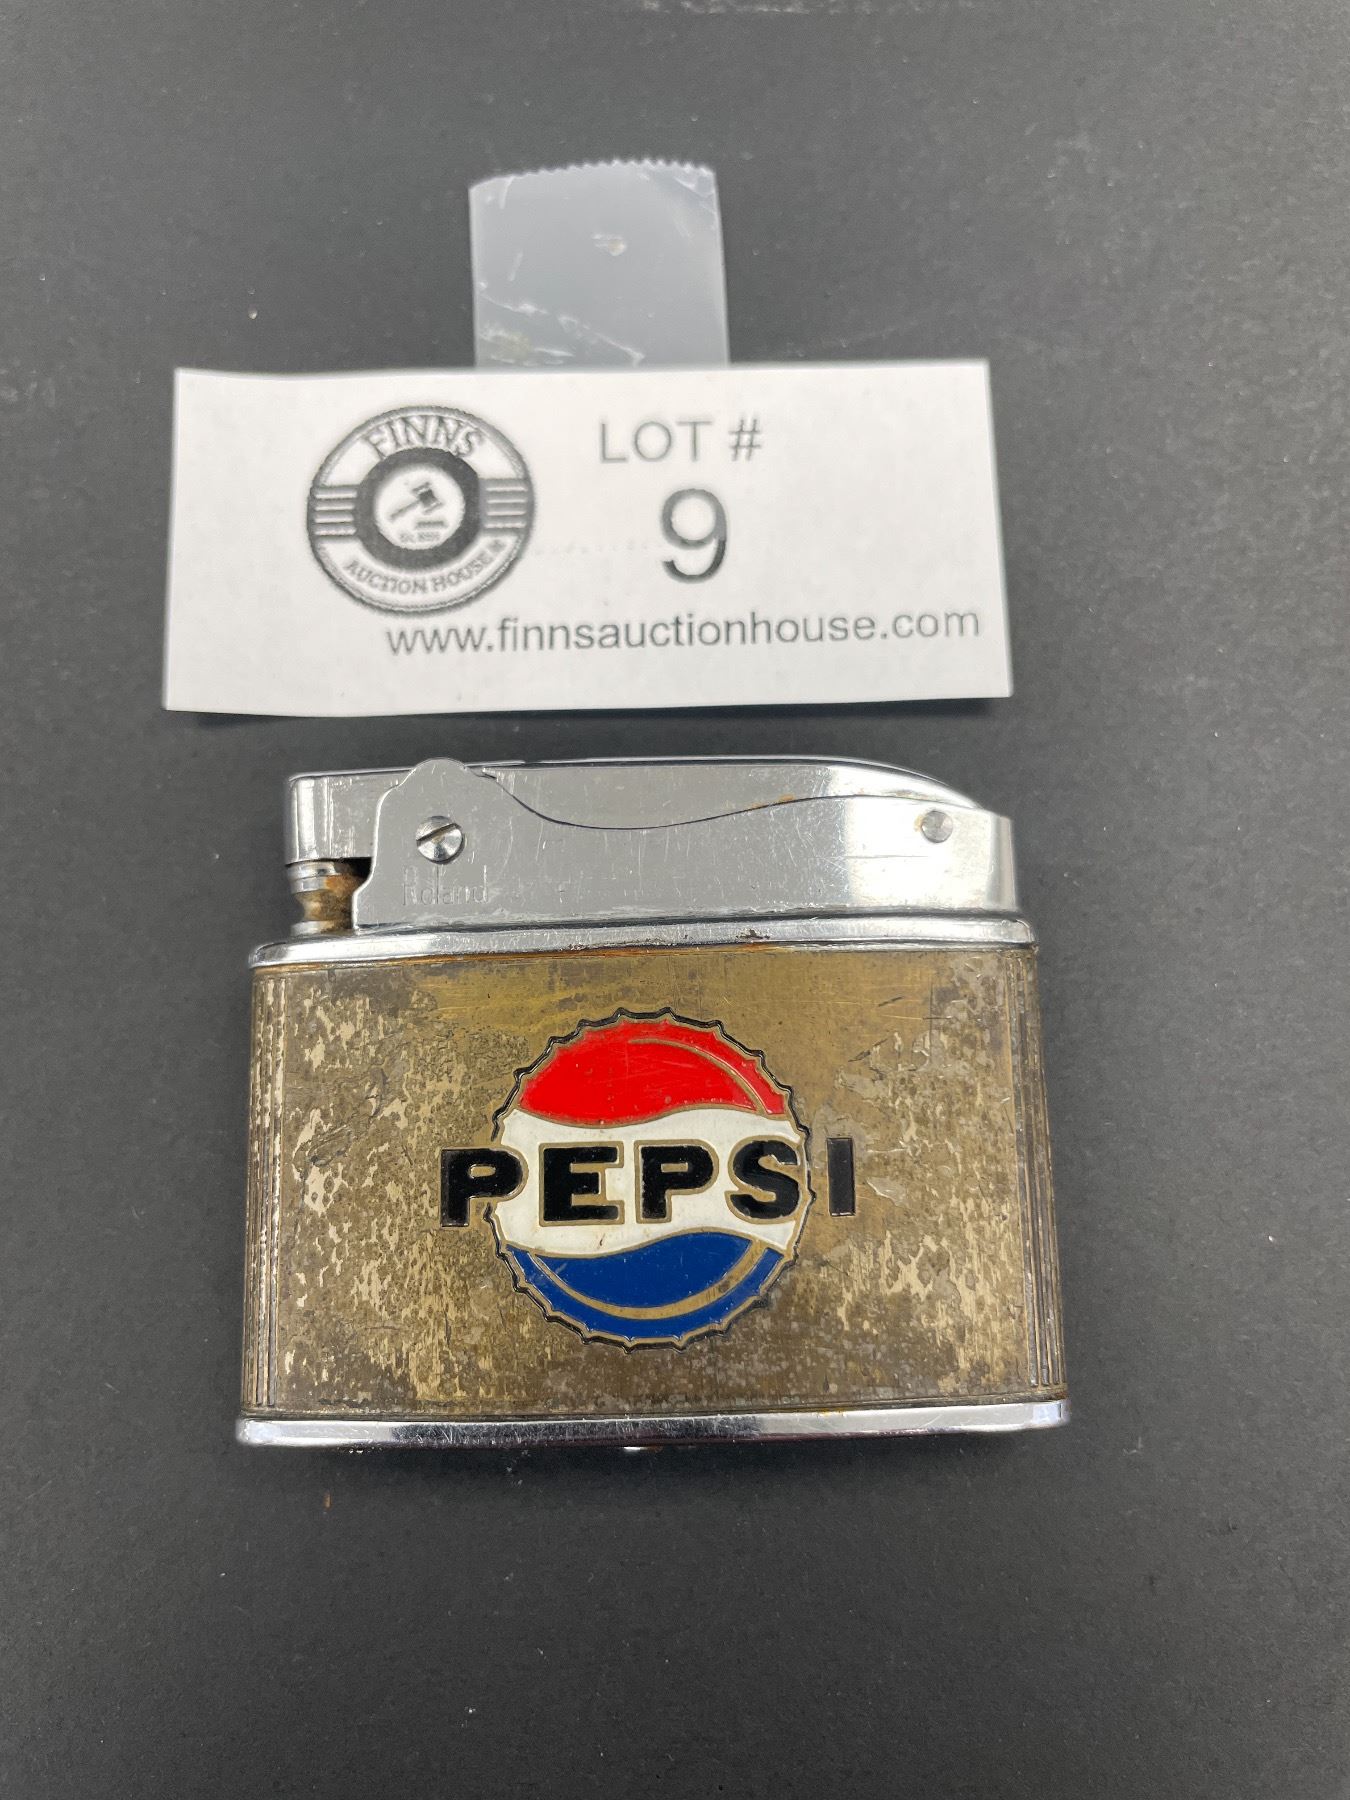 FINNS
AUCTION HOUSE
LOT #
9
www.finnsauctionhouse.com
Roland
PEPSI